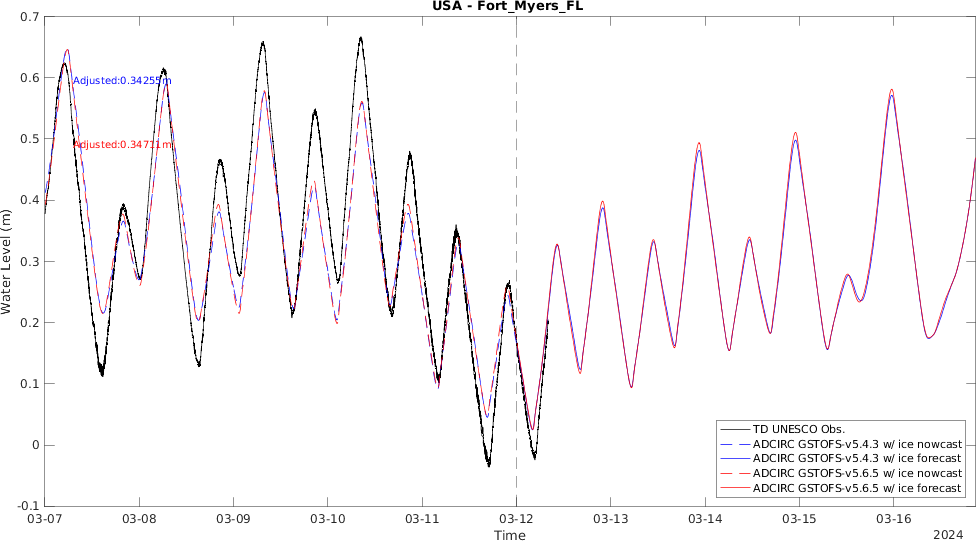 USA - Fort_Myers_FL
0.7
0.6
0.5
0.4
0.3
0.2
0.1
0
-0.1
Water Level (m)
Adjusted:0.34255m
Adjusted:0.34711m
TD UNESCO Obs.
ADCIRC GSTOFS-v5.4.3 w/ ice nowcast
ADCIRC GSTOFS-v5.4.3 w/ ice forecast
ADCIRC GSTOFS-v5.6.5 w/ ice nowcast
ADCIRC GSTOFS-v5.6.5 w/ ice forecast
03-07 03-08 03-09 03-10 03-11 03-12 03-13 03-14 03-15 03-16
Time
2024